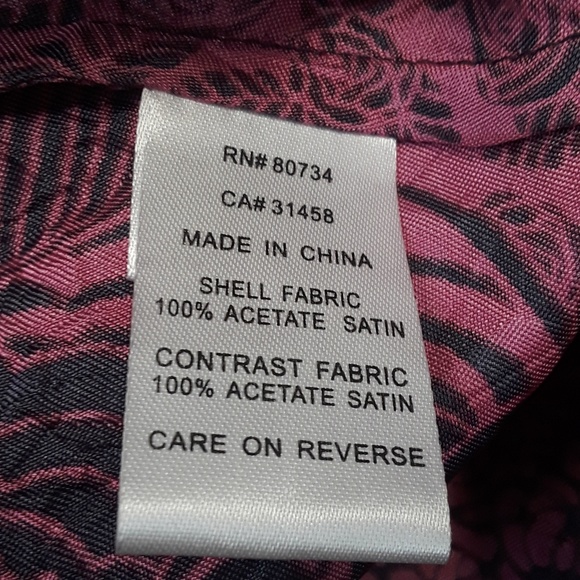 RN# 80734
CA# 31458
MADE IN CHINA
SHELL FABRIC
100% ACETATE SATIN
CONTRAST FABRIC
100% ACETATE SATIN
CARE ON REVERSE